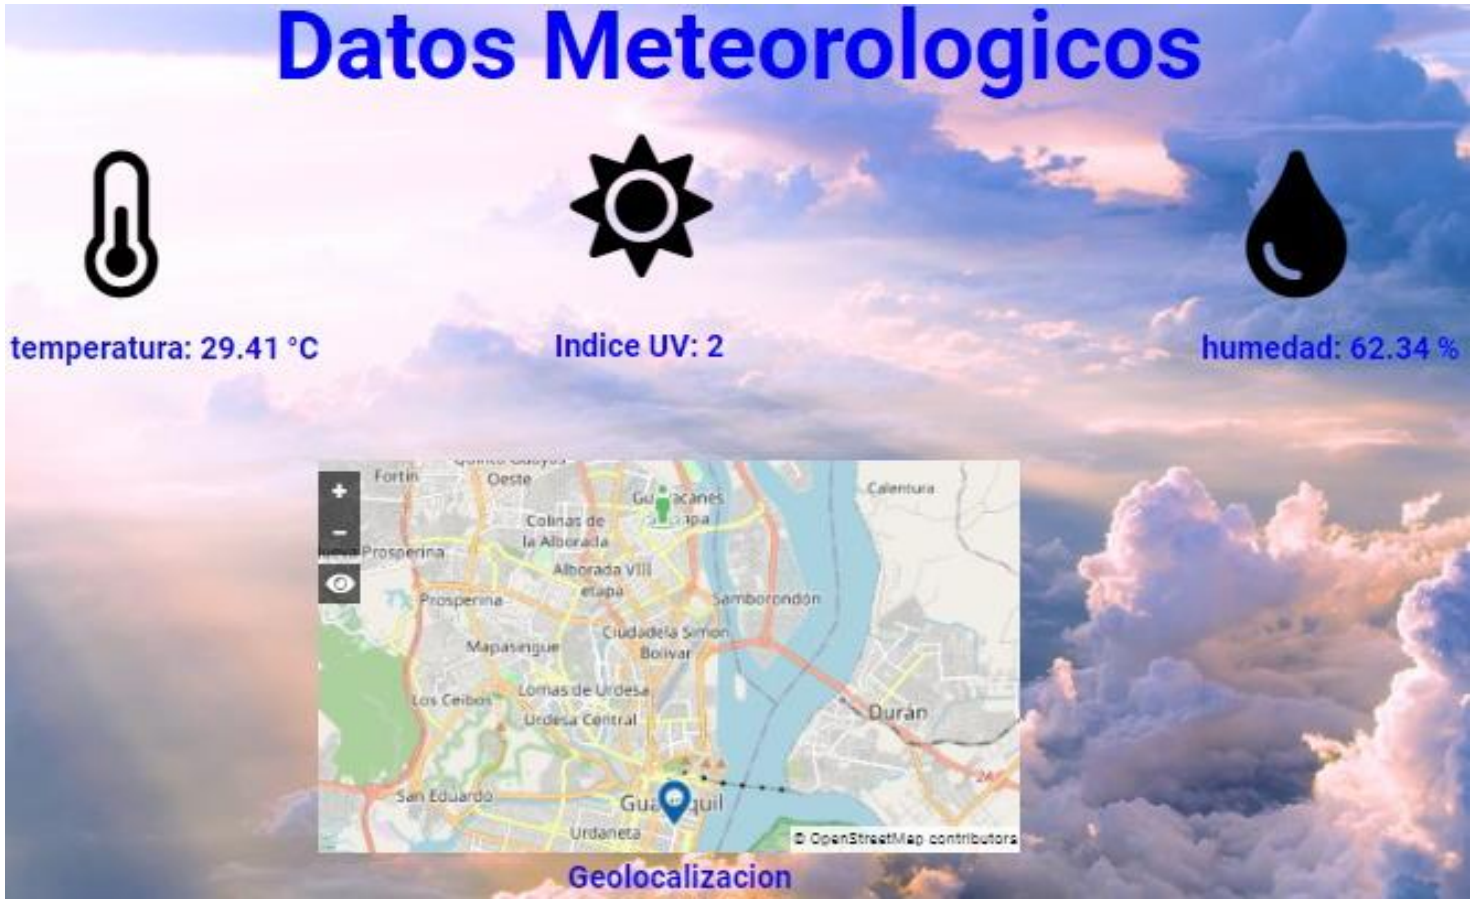 Datos Meteorologicos
temperatura: 29.41 °C
Indice UV: 2
humedad: 62.34 %
+
−
Fortin
Oeste
Calentura
Colinas de
la Alborada
Prosperina
Alborada VIII
etapa
Prosperina
Samborondón
Ciudadela Simon
Bolivar
Mapasingue
Lomas de Urdesa
Los Ceibos
Urdesa Central
Durán
2A
San Eduardo
Urdaneta
© OpenStreetMap contributors
Geolocalizacion